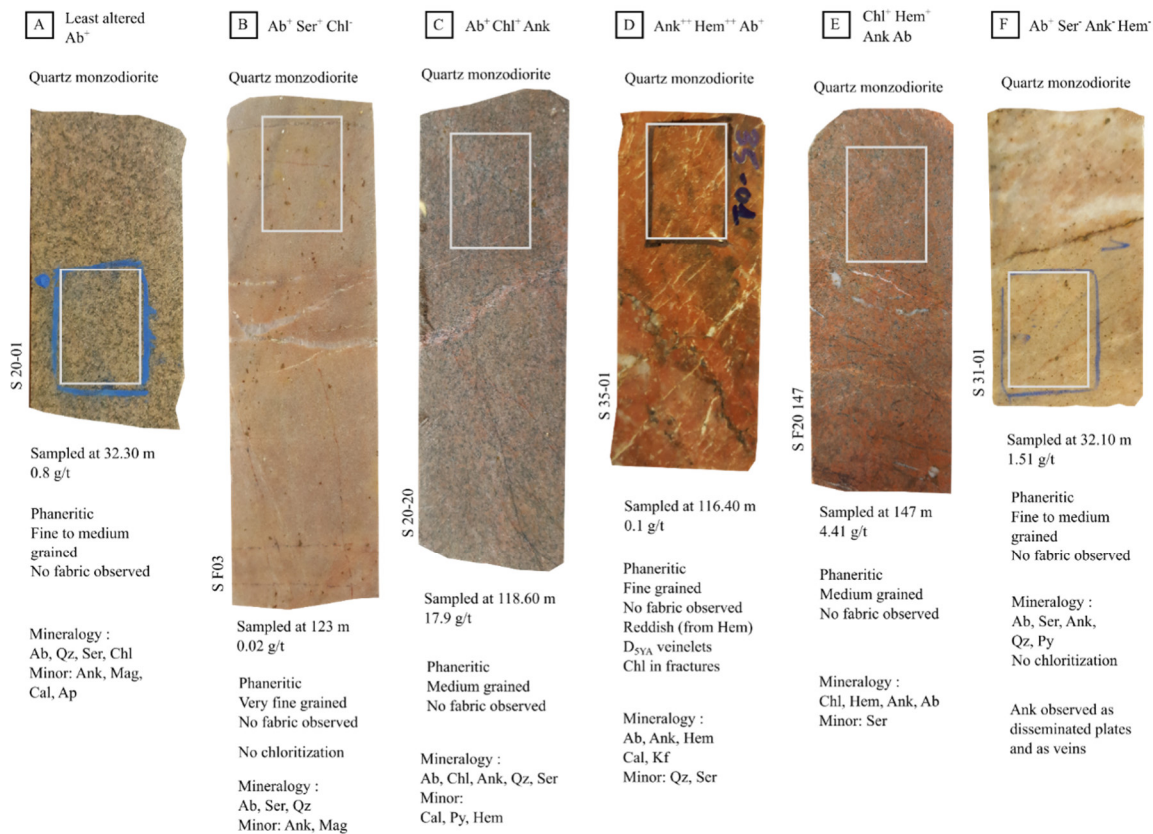 A Least altered
Ab⁺
Quartz monzodiorite
S 20-01
Sampled at 32.30 m
0.8 g/t
Phaneritic
Fine to medium
grained
No fabric observed
Mineralogy :
Ab, Qz, Ser, Chl
Minor: Ank, Mag,
Cal, Ap
B Ab⁺ Ser⁺ Chl⁻
Quartz monzodiorite
S F03
Sampled at 123 m
0.02 g/t
Phaneritic
Very fine grained
No fabric observed
No chloritization
Mineralogy :
Ab, Ser, Qz
Minor: Ank, Mag
C Ab⁺ Chl⁺ Ank
Quartz monzodiorite
S 20-20
Sampled at 118.60 m
17.9 g/t
Phaneritic
Medium grained
No fabric observed
Mineralogy :
Ab, Chl, Ank, Qz, Ser
Minor:
Cal, Py, Hem
D Ank⁺⁺ Hem⁺⁺ Ab⁺
Quartz monzodiorite
S 35-01
Sampled at 116.40 m
0.1 g/t
Phaneritic
Fine grained
No fabric observed
Reddish (from Hem)
D5YA veinelets
Chl in fractures
Mineralogy :
Ab, Ank, Hem
Cal, Kf
Minor: Qz, Ser
E Chl⁺ Hem⁺
Ank Ab
Quartz monzodiorite
S F20 147
Sampled at 147 m
4.41 g/t
Phaneritic
Medium grained
No fabric observed
Mineralogy :
Chl, Hem, Ank, Ab
Minor: Ser
F Ab⁺ Ser⁻ Ank⁻ Hem⁻
Quartz monzodiorite
S 31-01
Sampled at 32.10 m
1.51 g/t
Phaneritic
Fine to medium
grained
No fabric observed
Mineralogy :
Ab, Ser, Ank,
Qz, Py
No chloritization
Ank observed as
disseminated plates
and as veins